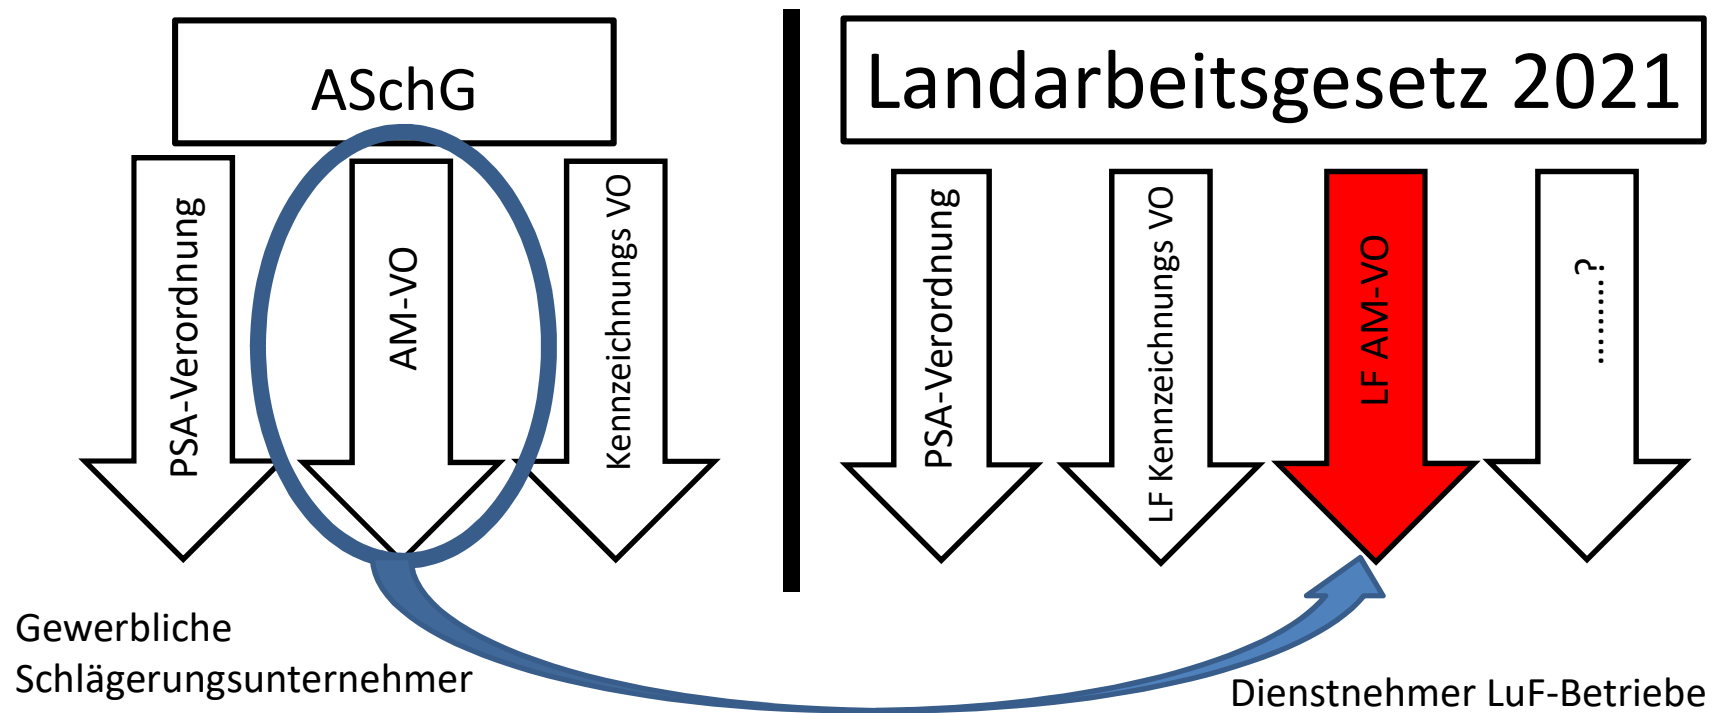 ASchG
Landarbeitsgesetz 2021
PSA-Verordnung
AM-VO
Kennzeichnungs VO
PSA-Verordnung
LF Kennzeichnungs VO
LF AM-VO
..........?
Gewerbliche
Schlägerungsunternehmer
Dienstnehmer LuF-Betriebe